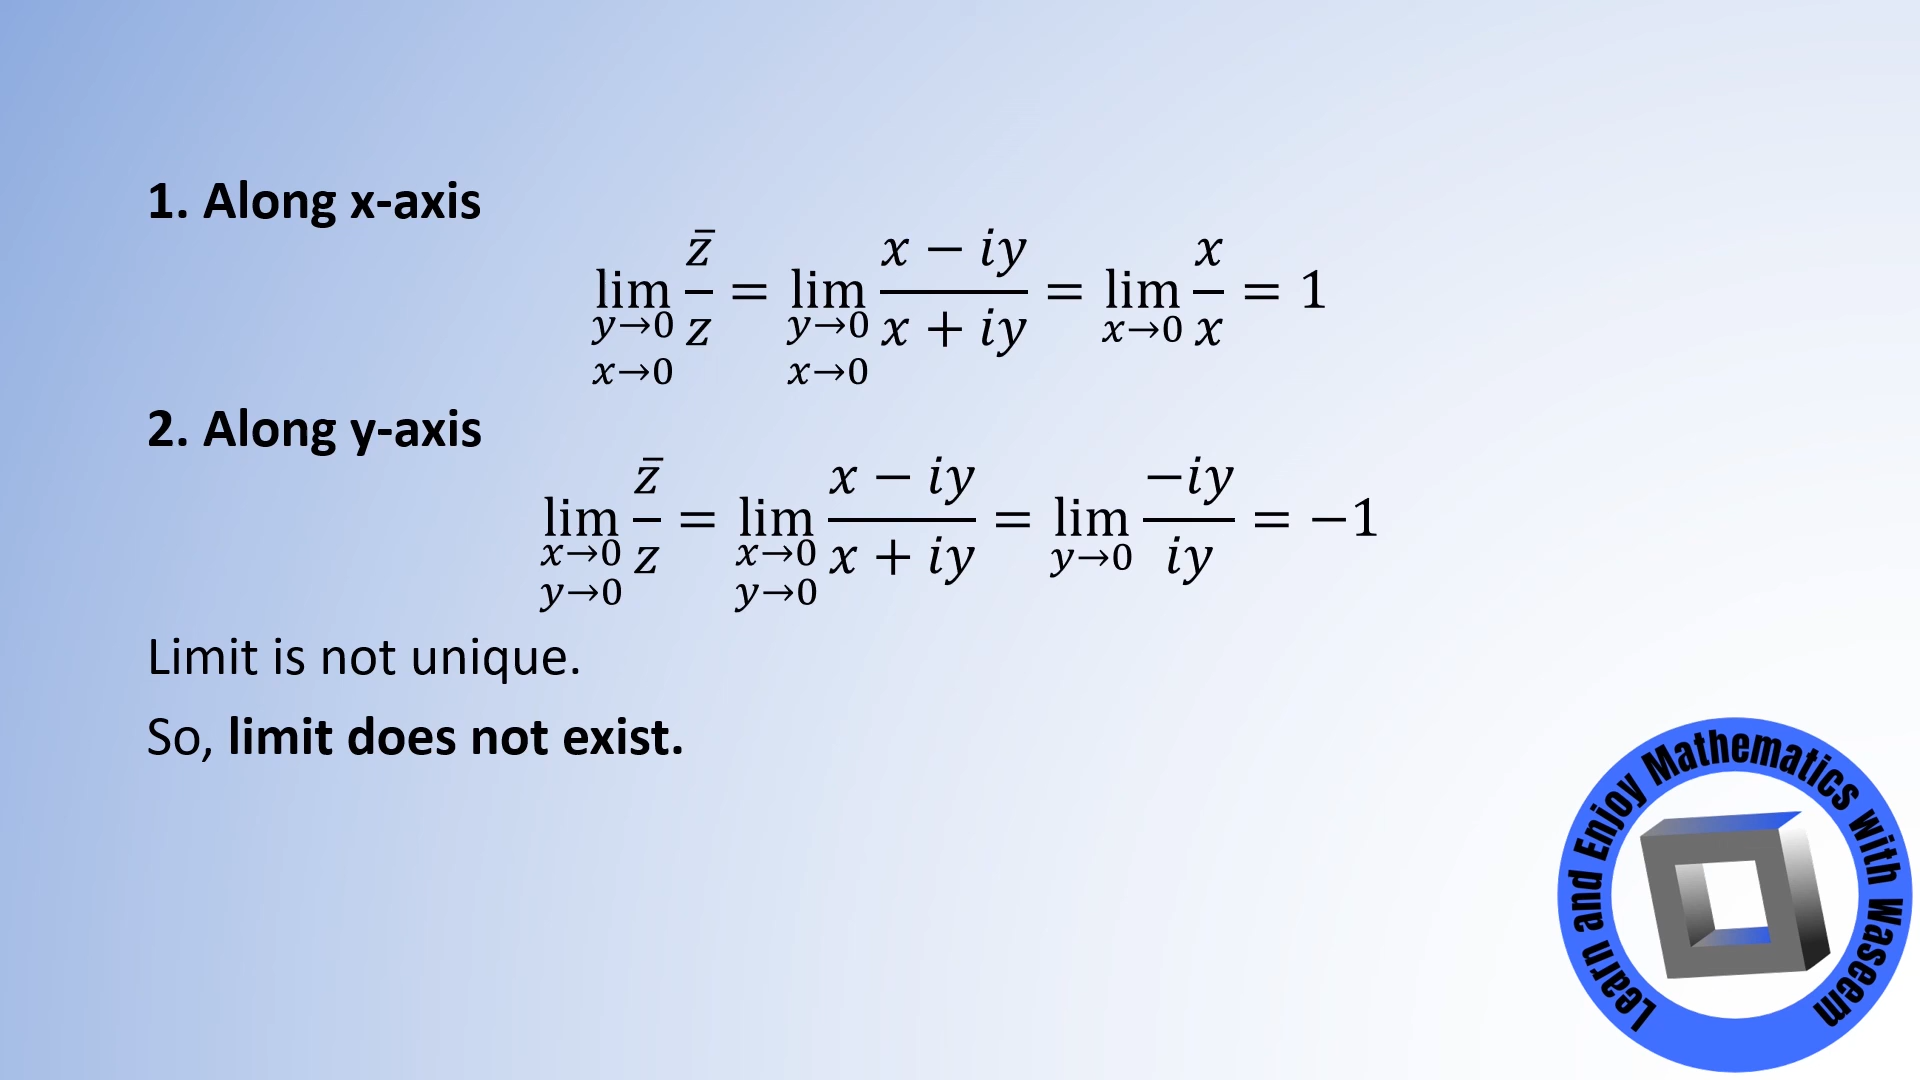 1. Along x-axis
lim_{y→0, x→0} z̄/z = lim_{y→0, x→0} (x − iy)/(x + iy) = lim_{x→0} x/x = 1
2. Along y-axis
lim_{x→0, y→0} z̄/z = lim_{x→0, y→0} (x − iy)/(x + iy) = lim_{y→0} −iy/iy = −1
Limit is not unique.
So, limit does not exist.
Learn and Enjoy Mathematics with Waseem